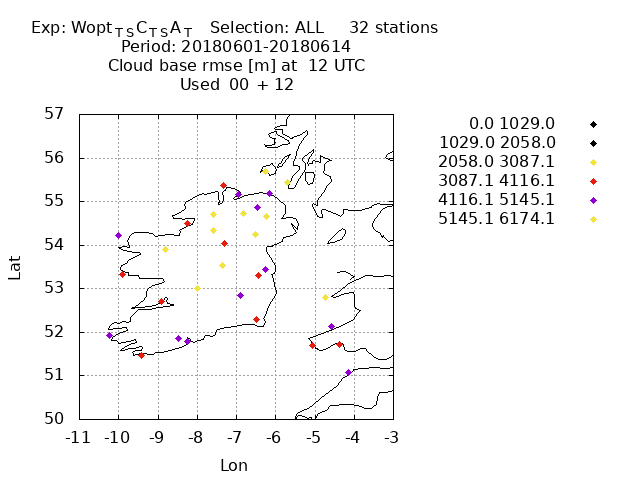 Exp: Wopt_TS C_TS A_T Selection: ALL 32 stations
Period: 20180601-20180614
Cloud base rmse [m] at 12 UTC
Used 00 + 12
0.0 1029.0
1029.0 2058.0
2058.0 3087.1
3087.1 4116.1
4116.1 5145.1
5145.1 6174.1
57
56
55
54
53
52
51
50
Lat
-11 -10 -9 -8 -7 -6 -5 -4 -3
Lon